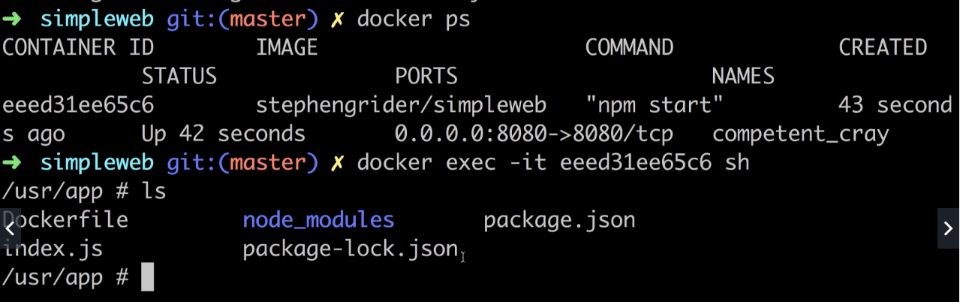 → simpleweb git:(master) ✗ docker ps
CONTAINER ID        IMAGE                     COMMAND             CREATED
          STATUS              PORTS                    NAMES
eeed31ee65c6        stephengrider/simpleweb   "npm start"         43 second
s ago     Up 42 seconds       0.0.0.0:8080->8080/tcp   competent_cray
→ simpleweb git:(master) ✗ docker exec -it eeed31ee65c6 sh
/usr/app # ls
Dockerfile         node_modules       package.json
index.js           package-lock.json
/usr/app #